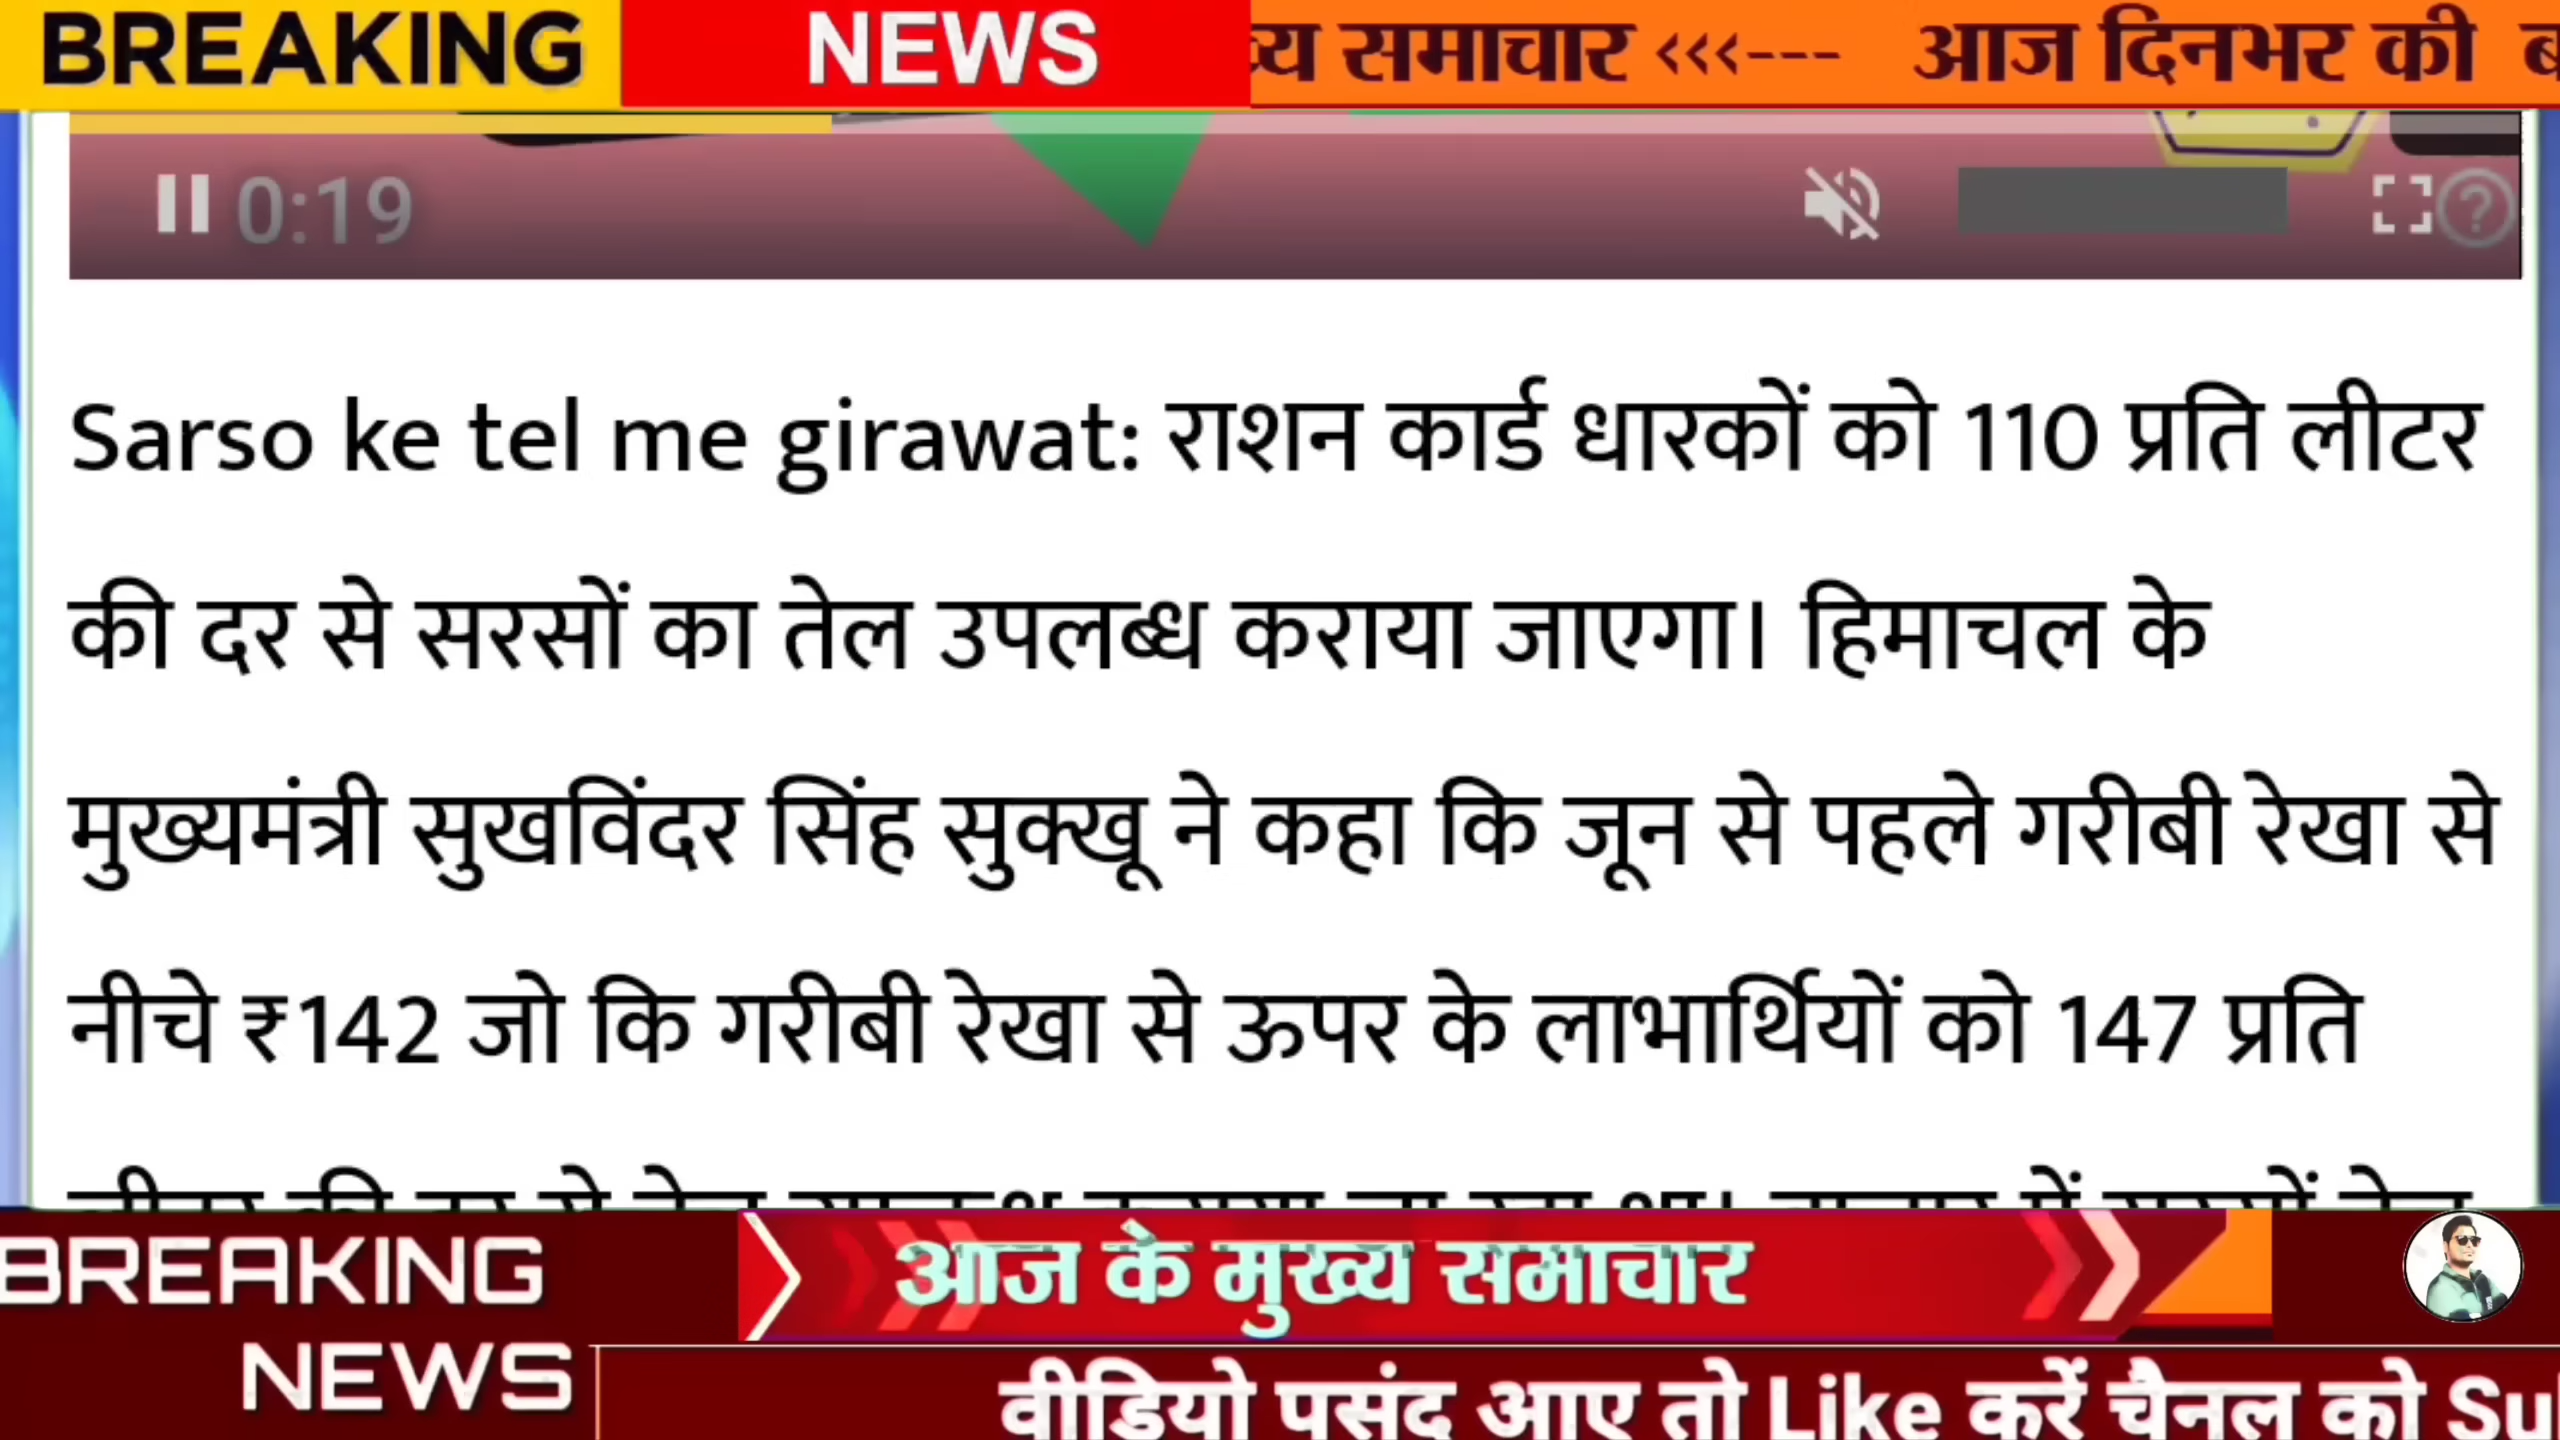 BREAKING NEWS समाचार <<<--- आज दिनभर की
0:19
Sarso ke tel me girawat: राशन कार्ड धारकों को 110 प्रति लीटर
की दर से सरसों का तेल उपलब्ध कराया जाएगा। हिमाचल के
मुख्यमंत्री सुखविंदर सिंह सुक्खू ने कहा कि जून से पहले गरीबी रेखा से
नीचे ₹142 जो कि गरीबी रेखा से ऊपर के लाभार्थियों को 147 प्रति
BREAKING
NEWS
आज के मुख्य समाचार
वीडियो पसंद आए तो Like करें चैनल को